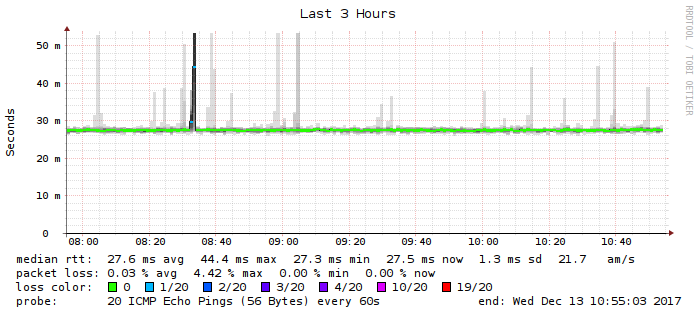 Last 3 Hours
RRDTOOL / TOBI OETIKER
Seconds
50 m
40 m
30 m
20 m
10 m
0
08:00 08:20 08:40 09:00 09:20 09:40 10:00 10:20 10:40
median rtt: 27.6 ms avg 44.4 ms max 27.3 ms min 27.5 ms now 1.3 ms sd 21.7 am/s
packet loss: 0.03 % avg 4.42 % max 0.00 % min 0.00 % now
loss color: 0 1/20 2/20 3/20 4/20 10/20 19/20
probe: 20 ICMP Echo Pings (56 Bytes) every 60s end: Wed Dec 13 10:55:03 2017